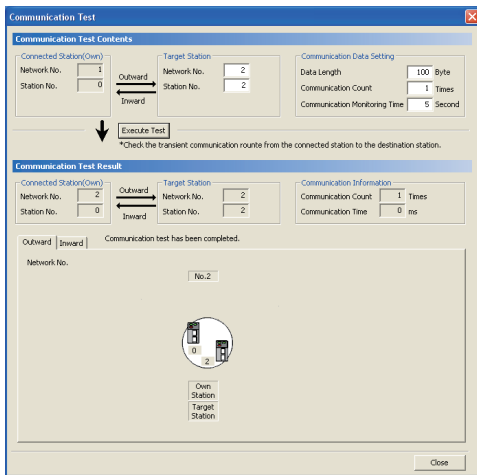 Communication Test
Communication Test Contents
Connected Station(Own)
Network No. 1
Station No. 0
Outward
Inward
Target Station
Network No. 2
Station No. 2
Communication Data Setting
Data Length 100 Byte
Communication Count 1 Times
Communication Monitoring Time 5 Second
Execute Test
*Check the transient communication rounte from the connected station to the destination station.
Communication Test Result
Connected Station(Own)
Network No. 2
Station No. 0
Outward
Inward
Target Station
Network No. 2
Station No. 2
Communication Information
Communication Count 1 Times
Communication Time 0 ms
Outward Inward Communication test has been completed.
Network No.
No.2
0
2
Own
Station
Target
Station
Close